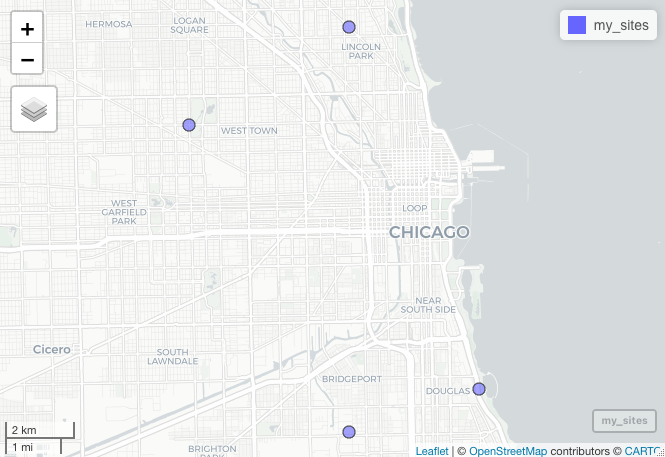 +
−
HERMOSA
LOGAN
SQUARE
LINCOLN
PARK
my_sites
WEST TOWN
WEST
GARFIELD
PARK
LOOP
CHICAGO
NEAR
SOUTH SIDE
Cicero
SOUTH
LAWNDALE
BRIDGEPORT
DOUGLAS
my_sites
2 km
1 mi
BRIGHTON
PARK
Leaflet | © OpenStreetMap contributors © CARTO